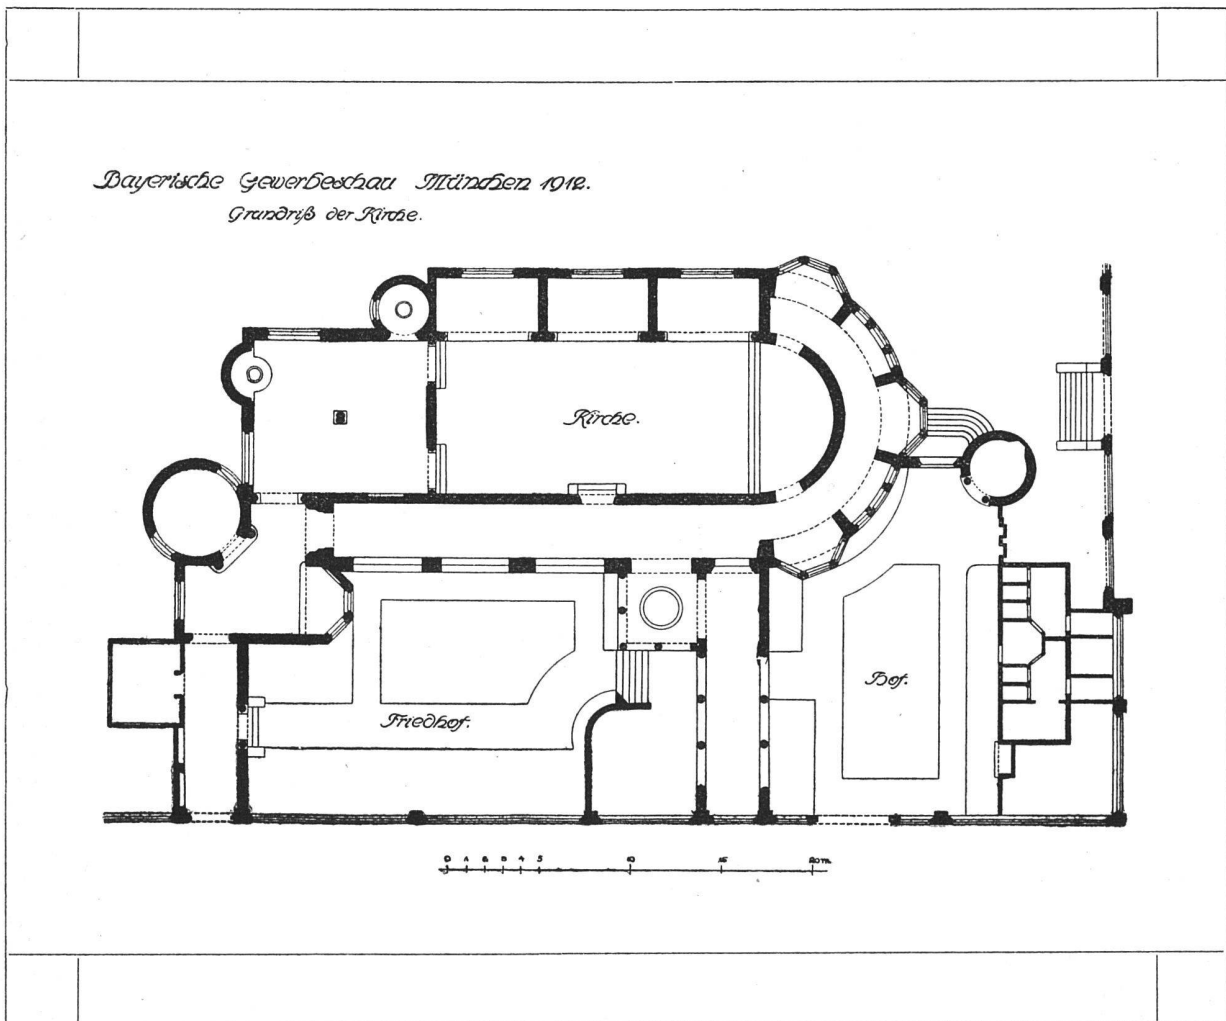 Bayerische Gewerbeschau München 1912.
Grundriß der Kirche.
Kirche.
Hof.
Friedhof.
0 1 2 3 4 5 10 15 20 m.